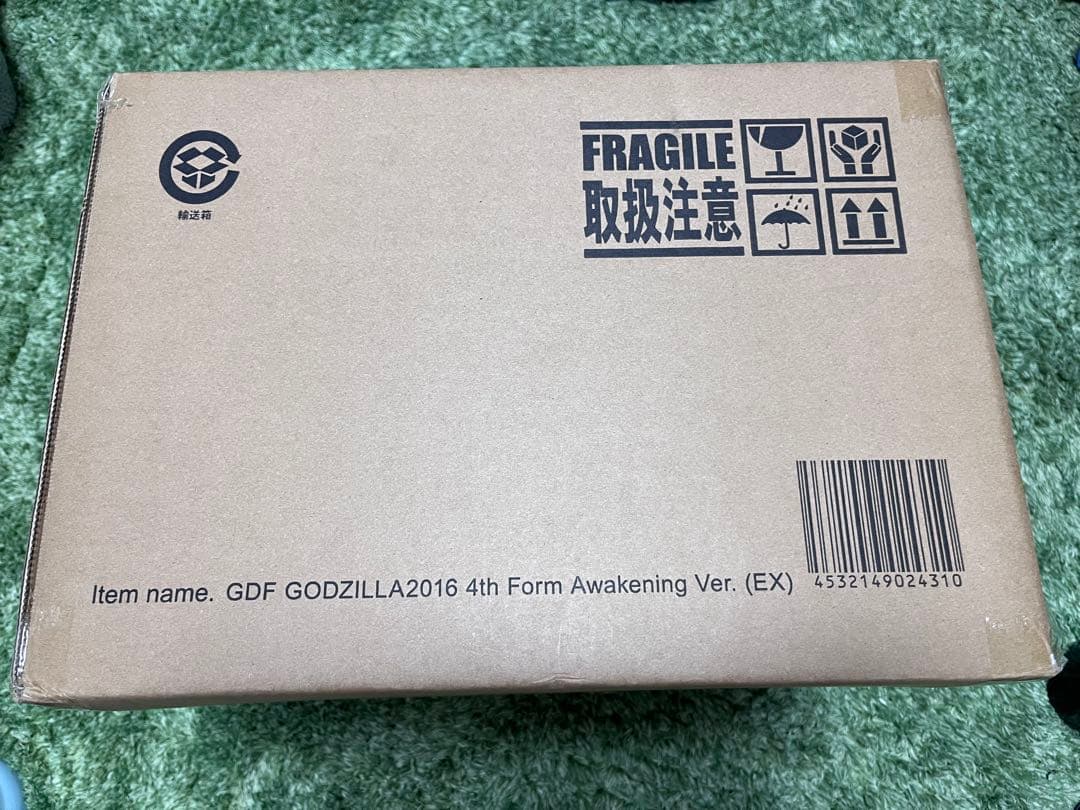 輸送箱
FRAGILE
取扱注意
Item name. GDF GODZILLA2016 4th Form Awakening Ver. (EX)
4532149024310